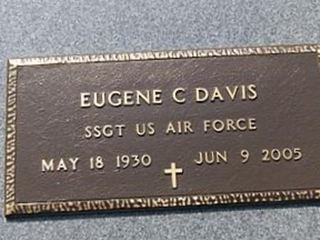 EUGENE C DAVIS
SSGT US AIR FORCE
MAY 18 1930 JUN 9 2005